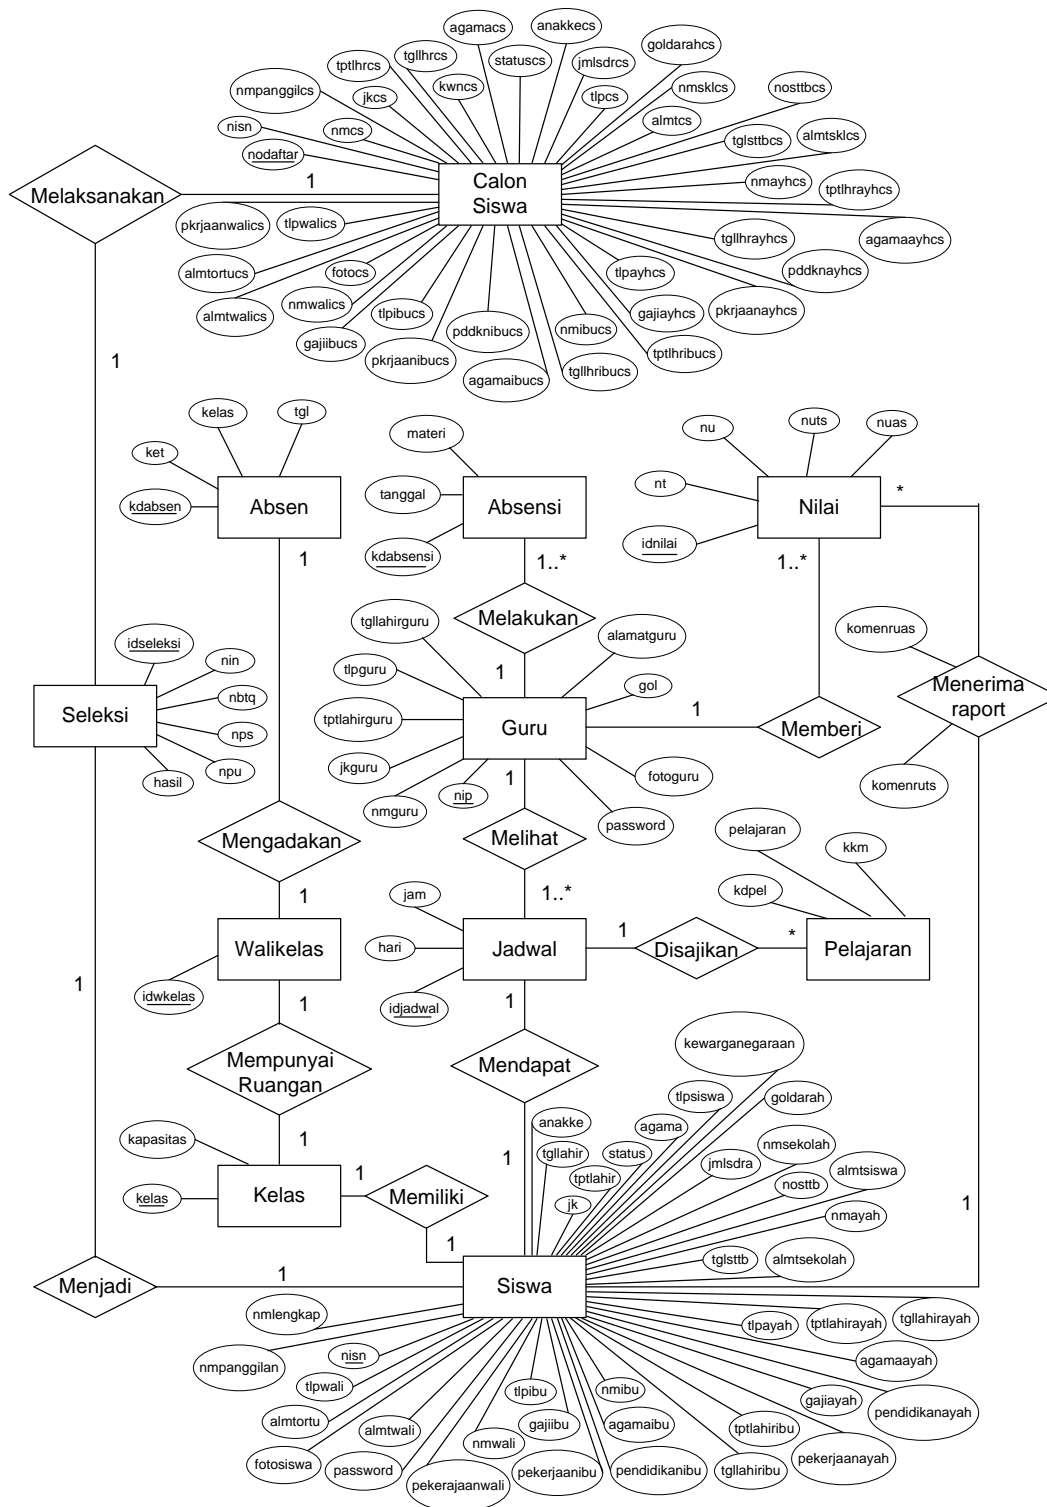 agamacs
anakkecs
goldarahcs
tgllhrcs
statuscs
jmlsdrcs
tptlhrcs
kwncs
nmsklcs
nosttbcs
nmpanggilcs
jkcs
tlpcs
almtcs
nisn
nmcs
tglsttbcs
almtsklcs
nodaftar
Melaksanakan
1
Calon
Siswa
nmayhcs
tptlhrayhcs
pkrjaanwalics
tlpwalics
tgllhrayhcs
agamaayhcs
almtortucs
fotocs
tlpayhcs
pddknayhcs
almtwalics
nmwalics
tlpibucs
pddknibucs
nmibucs
gajiayhcs
pkrjaanayhcs
gajiibucs
pkrjaanibucs
agamaibucs
tgllhribucs
tptlhribucs
1
kelas
tgl
materi
nu
nuts
nuas
ket
tanggal
nt
*
kdabsen
Absen
Absensi
Nilai
kdabsensi
idnilai
1
1..*
1..*
Melakukan
tgllahirguru
alamatguru
komenruas
idseleksi
nin
tlpguru
1
gol
Menerima
raport
Seleksi
nbtq
tptlahirguru
Guru
1
Memberi
nps
npu
hasil
jkguru
nip
1
fotoguru
komenruts
nmguru
password
Mengadakan
Melihat
pelajaran
kkm
1
jam
1..*
kdpel
Walikelas
hari
Jadwal
1
Disajikan
*
Pelajaran
1
idwkelas
1
idjadwal
1
kewarganegaraan
Mempunyai
Ruangan
Mendapat
tlpsiswa
goldarah
anakke
agama
kapasitas
1
tgllahir
status
nmsekolah
1
tptlahir
jmlsdra
almtsiswa
kelas
Kelas
1
Memiliki
jk
nosttb
nmayah
1
1
tglsttb
almtsekolah
Menjadi
1
Siswa
nmlengkap
tlpayah
tptlahirayah
tgllahirayah
nmpanggilan
nisn
agamaayah
tlpwali
tlpibu
nmibu
gajiayah
pendidikanayah
almtortu
almtwali
gajiibu
agamaibu
tptlahiribu
fotosiswa
password
nmwali
pekerjaanibu
pendidikanibu
tgllahiribu
pekerjaanayah
pekerajaanwali